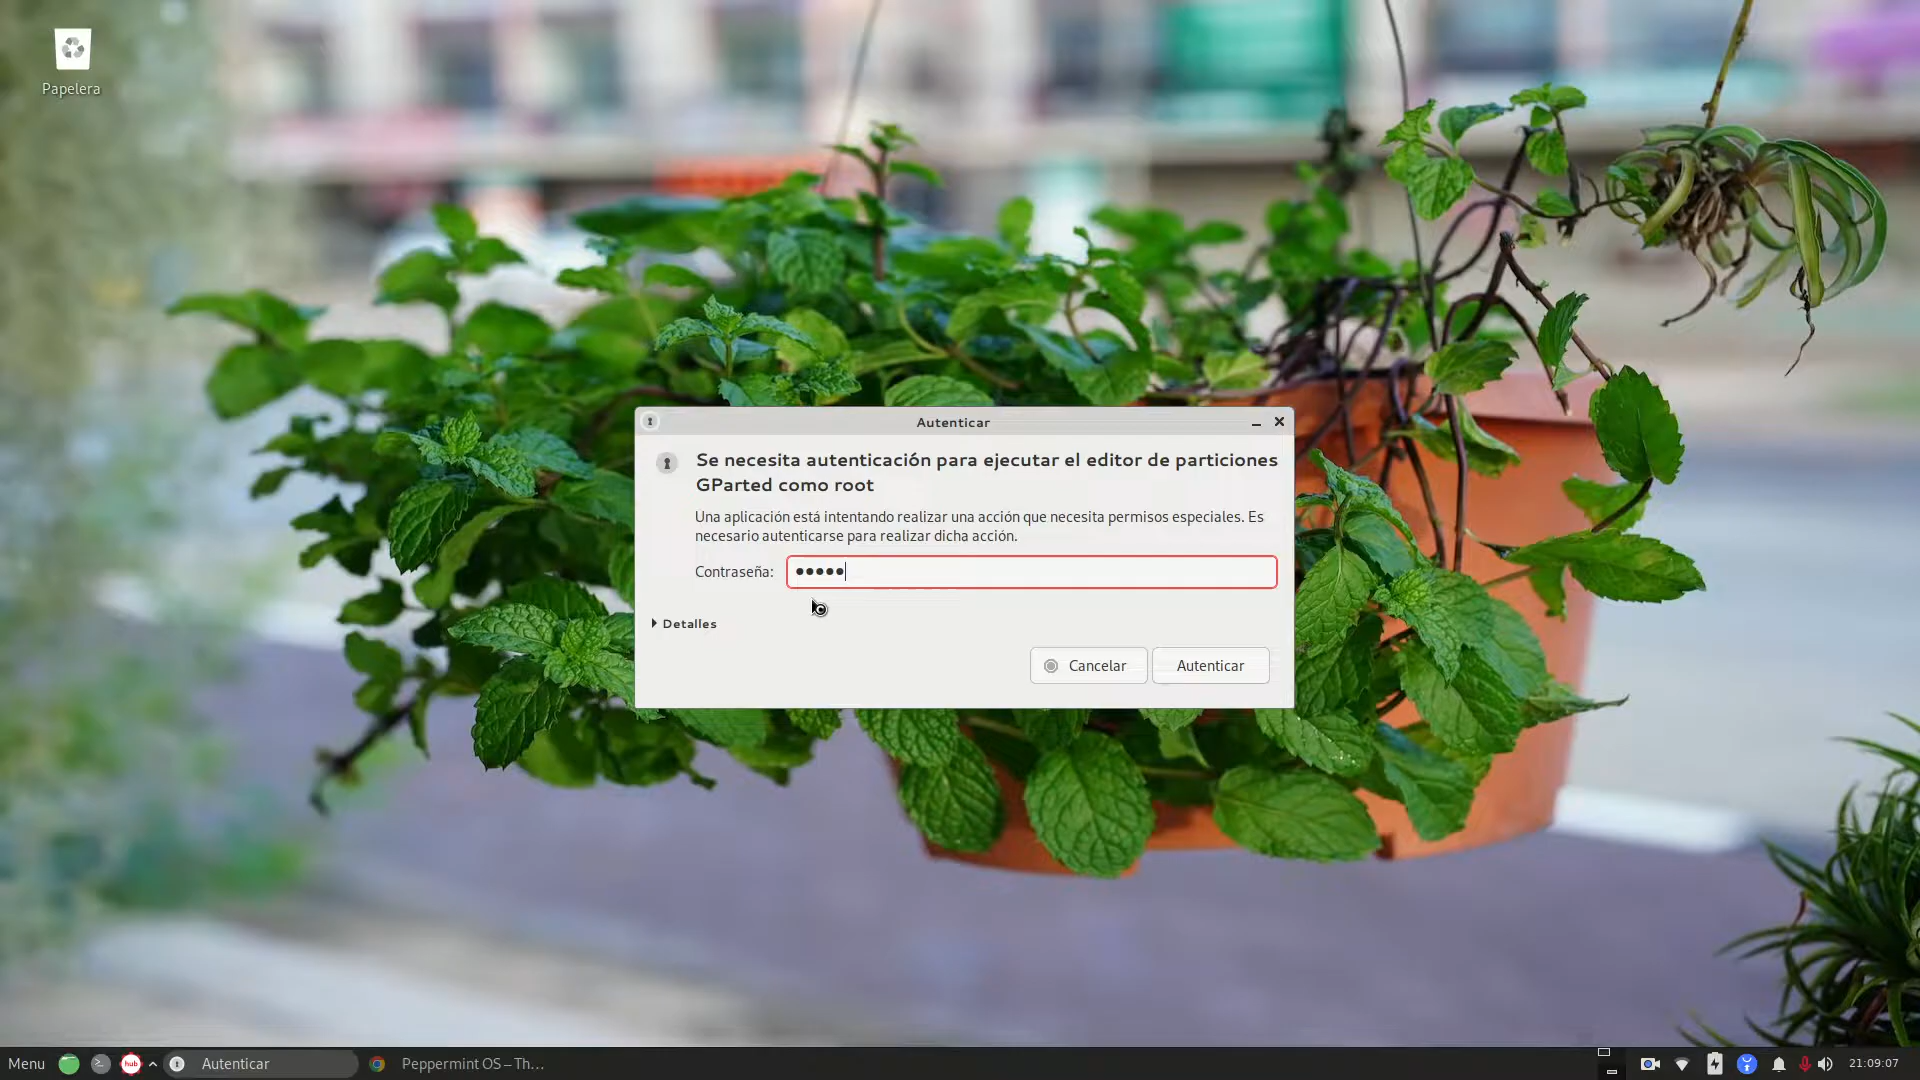 Papelera
Autenticar
Se necesita autenticación para ejecutar el editor de particiones
GParted como root
Una aplicación está intentando realizar una acción que necesita permisos especiales. Es
necesario autenticarse para realizar dicha acción.
Contraseña: •••••
Detalles
Cancelar
Autenticar
Menu
hub
Autenticar
Peppermint OS – Th...
21:09:07